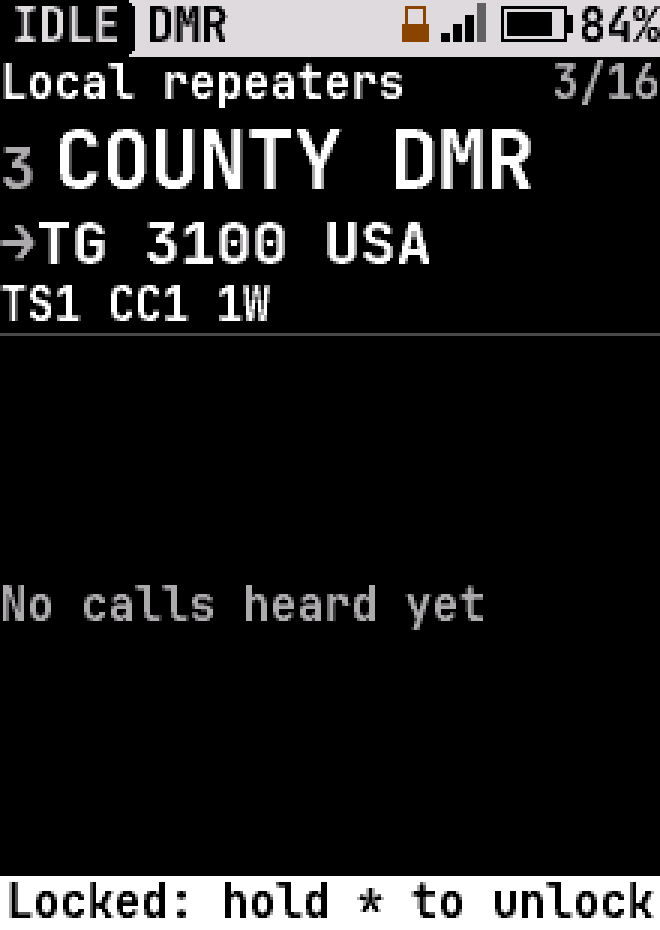 IDLE DMR 84%
Local repeaters 3/16
3 COUNTY DMR
→TG 3100 USA
TS1 CC1 1W
No calls heard yet
Locked: hold * to unlock